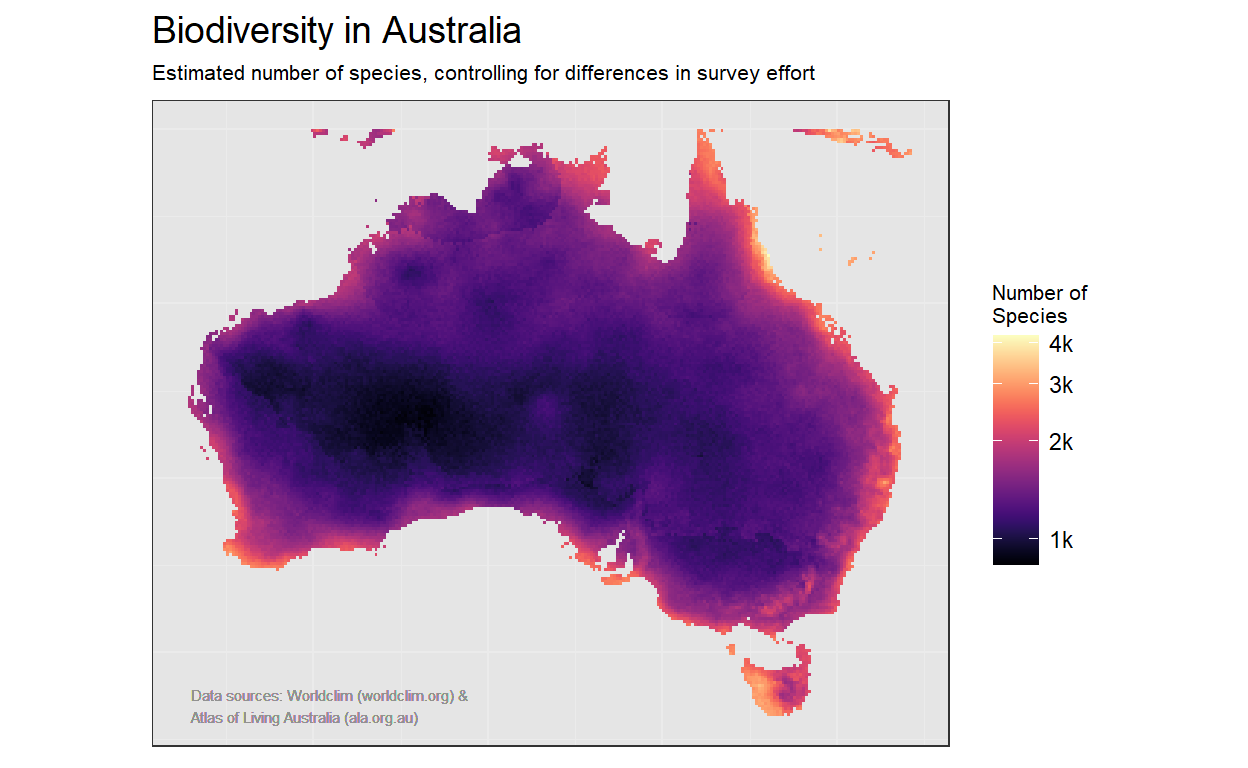 Biodiversity in Australia
Estimated number of species, controlling for differences in survey effort
Number of
Species
4k
3k
2k
1k
Data sources: Worldclim (worldclim.org) &
Atlas of Living Australia (ala.org.au)